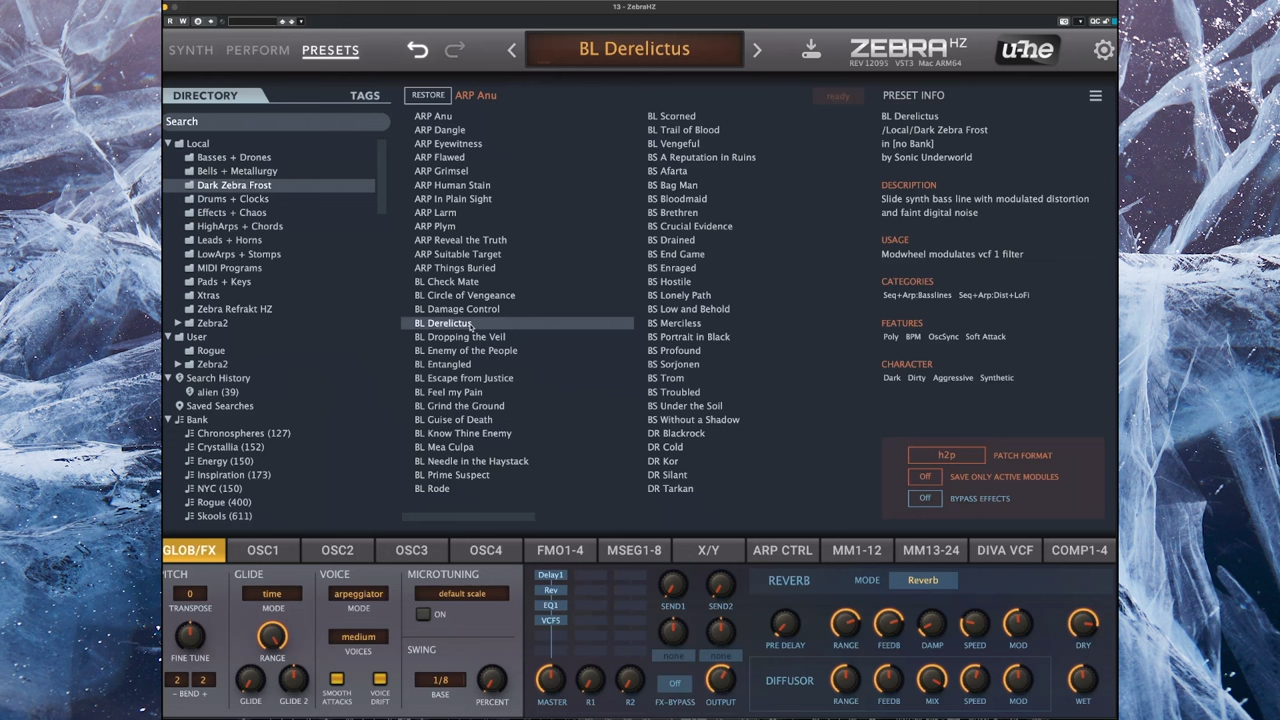 13 - ZebraHZ
R W
QC
SYNTH PERFORM PRESETS
BL Derelictus
ZEBRA HZ
REV 12095 VST3 Mac ARM64
u-he
DIRECTORY TAGS
RESTORE ARP Anu
ready
PRESET INFO
Search
Local
Basses + Drones
Bells + Metallurgy
Dark Zebra Frost
Drums + Clocks
Effects + Chaos
HighArps + Chords
Leads + Horns
LowArps + Stomps
MIDI Programs
Pads + Keys
Xtras
Zebra Refrakt HZ
Zebra2
User
Rogue
Zebra2
Search History
alien (39)
Saved Searches
Bank
Chronospheres (127)
Crystallia (152)
Energy (150)
Inspiration (173)
NYC (150)
Rogue (400)
Skools (611)
ARP Anu
ARP Dangle
ARP Eyewitness
ARP Flawed
ARP Grimsel
ARP Human Stain
ARP In Plain Sight
ARP Larm
ARP Plym
ARP Reveal the Truth
ARP Suitable Target
ARP Things Buried
BL Check Mate
BL Circle of Vengeance
BL Damage Control
BL Derelictus
BL Dropping the Veil
BL Enemy of the People
BL Entangled
BL Escape from Justice
BL Feel my Pain
BL Grind the Ground
BL Guise of Death
BL Know Thine Enemy
BL Mea Culpa
BL Needle in the Haystack
BL Prime Suspect
BL Rode
BL Scorned
BL Trail of Blood
BL Vengeful
BS A Reputation in Ruins
BS Afarta
BS Bag Man
BS Bloodmaid
BS Brethren
BS Crucial Evidence
BS Drained
BS End Game
BS Enraged
BS Hostile
BS Lonely Path
BS Low and Behold
BS Merciless
BS Portrait in Black
BS Profound
BS Sorjonen
BS Trom
BS Troubled
BS Under the Soil
BS Without a Shadow
DR Blackrock
DR Kor
DR Silant
DR Tarkan
BL Derelictus
/Local/Dark Zebra Frost
in [no Bank]
by Sonic Underworld
DESCRIPTION
Slide synth bass line with modulated distortion
and faint digital noise
USAGE
Modwheel modulates vcf 1 filter
CATEGORIES
Seq+Arp:Basslines Seq+Arp:Dist+LoFi
FEATURES
Poly BPM OscSync Soft Attack
CHARACTER
Dark Dirty Aggressive Synthetic
h2p PATCH FORMAT
Off SAVE ONLY ACTIVE MODULES
Off BYPASS EFFECTS
GLOB/FX OSC1 OSC2 OSC3 OSC4 FMO1-4 MSEG1-8 X/Y ARP CTRL MM1-12 MM13-24 DIVA VCF COMP1-4
PITCH
0
TRANSPOSE
FINE TUNE
2 2
- BEND +
GLIDE
time
MODE
RANGE
GLIDE GLIDE 2
VOICE
arpeggiator
MODE
medium
VOICES
SMOOTH ATTACKS
VOICE DRIFT
MICROTUNING
default scale
ON
SWING
1/8
BASE
PERCENT
Delay1
Rev
EQ1
VCF5
MASTER R1 R2
SEND1 SEND2
none none
Off
FX-BYPASS OUTPUT
REVERB MODE Reverb
PRE DELAY RANGE FEEDB DAMP SPEED MOD DRY
DIFFUSOR RANGE FEEDB MIX SPEED MOD WET